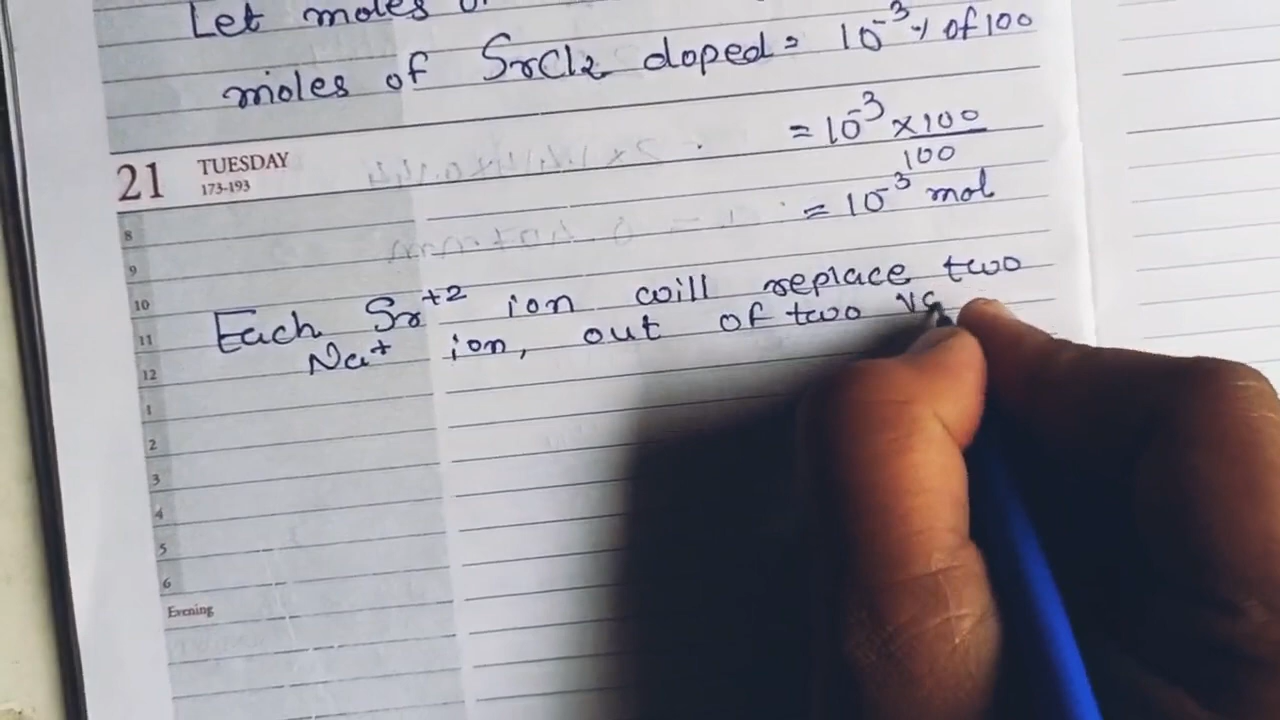 Let moles
moles of SrCl2 doped = 10⁻³ % of 100
= 10⁻³ × 100
100
= 10⁻³ mol
21 TUESDAY
173-193
8
9
10
11
12
1
2
3
4
5
6
Evening
Each Sr⁺² ion will replace two
Na⁺ ion, out of two